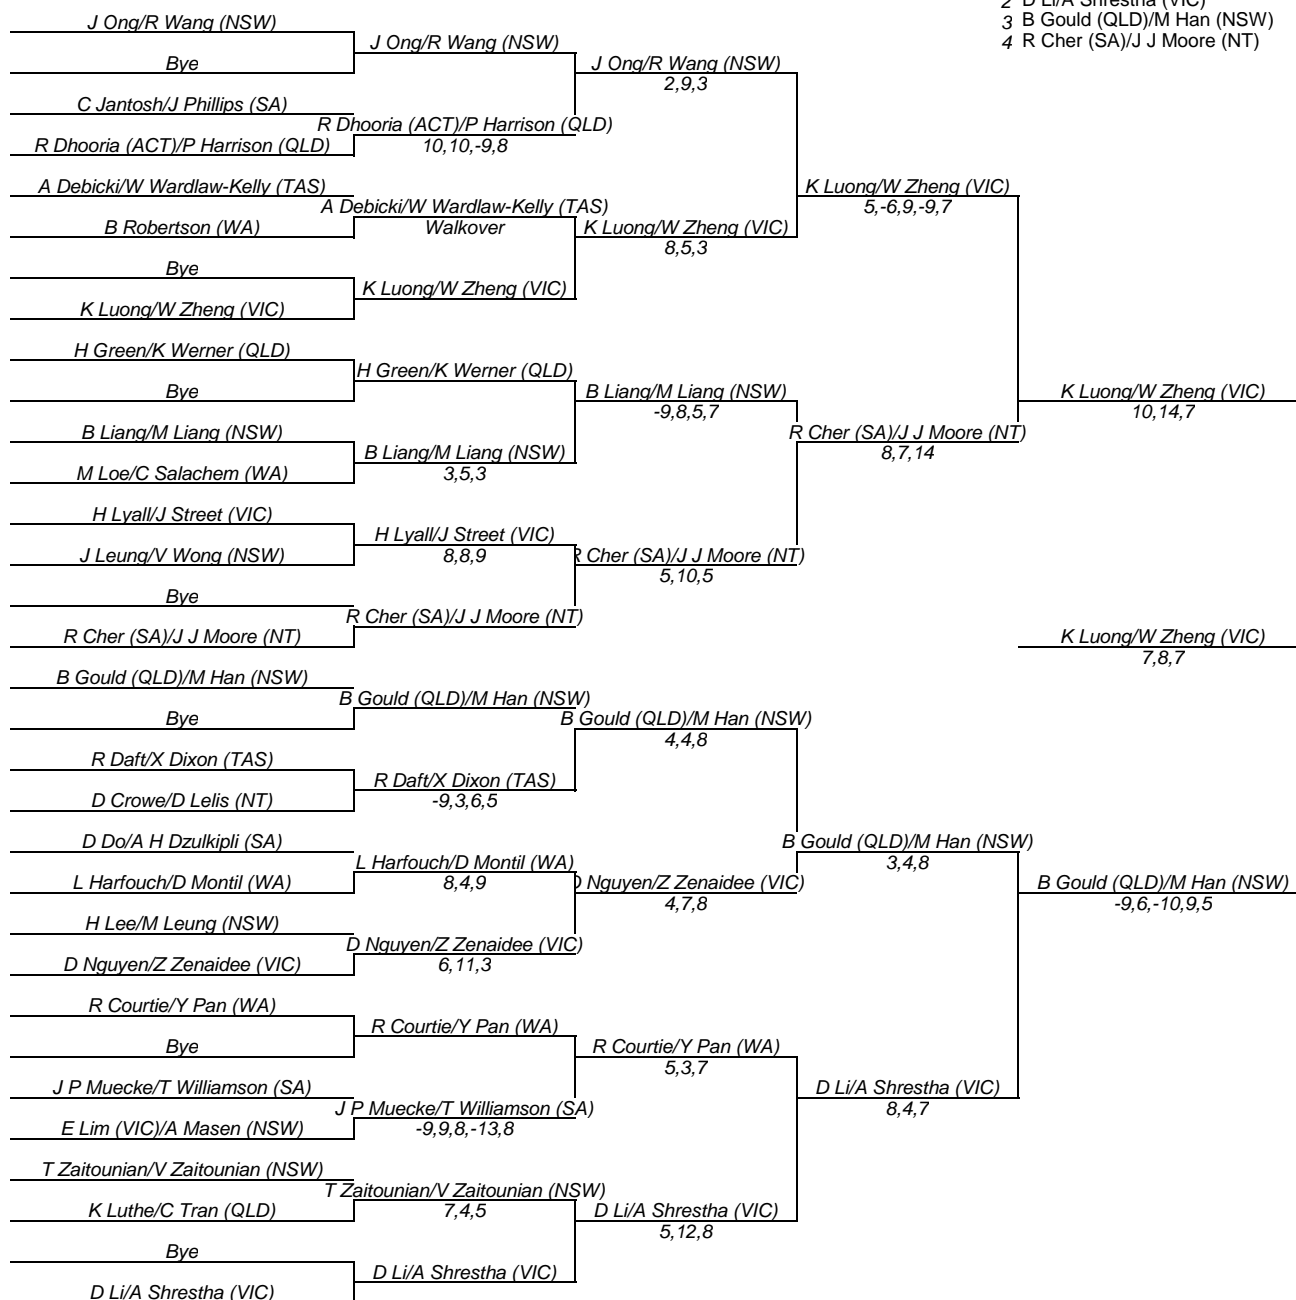 2 D Li/A Shrestha (VIC)
3 B Gould (QLD)/M Han (NSW)
4 R Cher (SA)/J J Moore (NT)
J Ong/R Wang (NSW)
Bye
C Jantosh/J Phillips (SA)
R Dhooria (ACT)/P Harrison (QLD)
A Debicki/W Wardlaw-Kelly (TAS)
B Robertson (WA)
Bye
K Luong/W Zheng (VIC)
H Green/K Werner (QLD)
Bye
B Liang/M Liang (NSW)
M Loe/C Salachem (WA)
H Lyall/J Street (VIC)
J Leung/V Wong (NSW)
Bye
R Cher (SA)/J J Moore (NT)
B Gould (QLD)/M Han (NSW)
Bye
R Daft/X Dixon (TAS)
D Crowe/D Lelis (NT)
D Do/A H Dzulkipli (SA)
L Harfouch/D Montil (WA)
H Lee/M Leung (NSW)
D Nguyen/Z Zenaidee (VIC)
R Courtie/Y Pan (WA)
Bye
J P Muecke/T Williamson (SA)
E Lim (VIC)/A Masen (NSW)
T Zaitounian/V Zaitounian (NSW)
K Luthe/C Tran (QLD)
Bye
D Li/A Shrestha (VIC)
J Ong/R Wang (NSW)
R Dhooria (ACT)/P Harrison (QLD)
10,10,-9,8
A Debicki/W Wardlaw-Kelly (TAS)
Walkover
K Luong/W Zheng (VIC)
H Green/K Werner (QLD)
B Liang/M Liang (NSW)
3,5,3
H Lyall/J Street (VIC)
8,8,9
R Cher (SA)/J J Moore (NT)
B Gould (QLD)/M Han (NSW)
R Daft/X Dixon (TAS)
-9,3,6,5
L Harfouch/D Montil (WA)
8,4,9
D Nguyen/Z Zenaidee (VIC)
6,11,3
R Courtie/Y Pan (WA)
J P Muecke/T Williamson (SA)
-9,9,8,-13,8
T Zaitounian/V Zaitounian (NSW)
7,4,5
D Li/A Shrestha (VIC)
J Ong/R Wang (NSW)
2,9,3
K Luong/W Zheng (VIC)
8,5,3
B Liang/M Liang (NSW)
-9,8,5,7
R Cher (SA)/J J Moore (NT)
5,10,5
B Gould (QLD)/M Han (NSW)
4,4,8
D Nguyen/Z Zenaidee (VIC)
4,7,8
R Courtie/Y Pan (WA)
5,3,7
D Li/A Shrestha (VIC)
5,12,8
K Luong/W Zheng (VIC)
5,-6,9,-9,7
R Cher (SA)/J J Moore (NT)
8,7,14
B Gould (QLD)/M Han (NSW)
3,4,8
D Li/A Shrestha (VIC)
8,4,7
K Luong/W Zheng (VIC)
10,14,7
B Gould (QLD)/M Han (NSW)
-9,6,-10,9,5
K Luong/W Zheng (VIC)
7,8,7